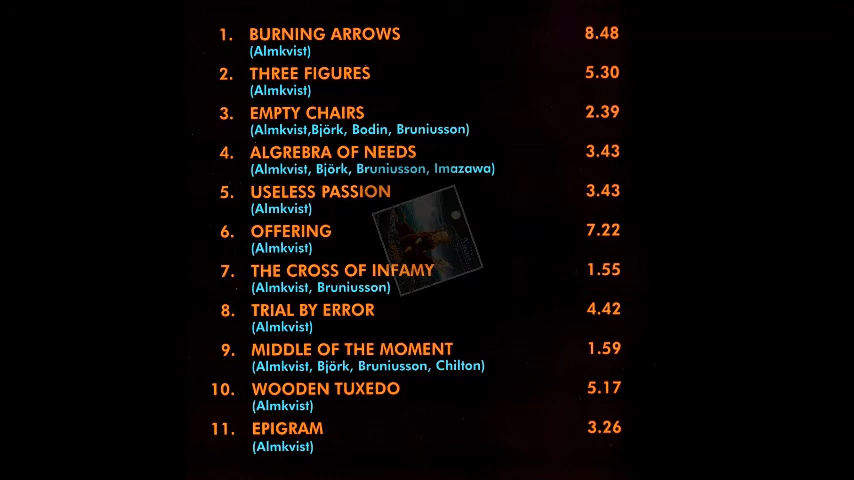 1. BURNING ARROWS 8.48
(Almkvist)
2. THREE FIGURES 5.30
(Almkvist)
3. EMPTY CHAIRS 2.39
(Almkvist,Björk, Bodin, Bruniusson)
4. ALGREBRA OF NEEDS 3.43
(Almkvist, Björk, Bruniusson, Imazawa)
5. USELESS PASSION 3.43
(Almkvist)
6. OFFERING 7.22
(Almkvist)
7. THE CROSS OF INFAMY 1.55
(Almkvist, Bruniusson)
8. TRIAL BY ERROR 4.42
(Almkvist)
9. MIDDLE OF THE MOMENT 1.59
(Almkvist, Björk, Bruniusson, Chilton)
10. WOODEN TUXEDO 5.17
(Almkvist)
11. EPIGRAM 3.26
(Almkvist)